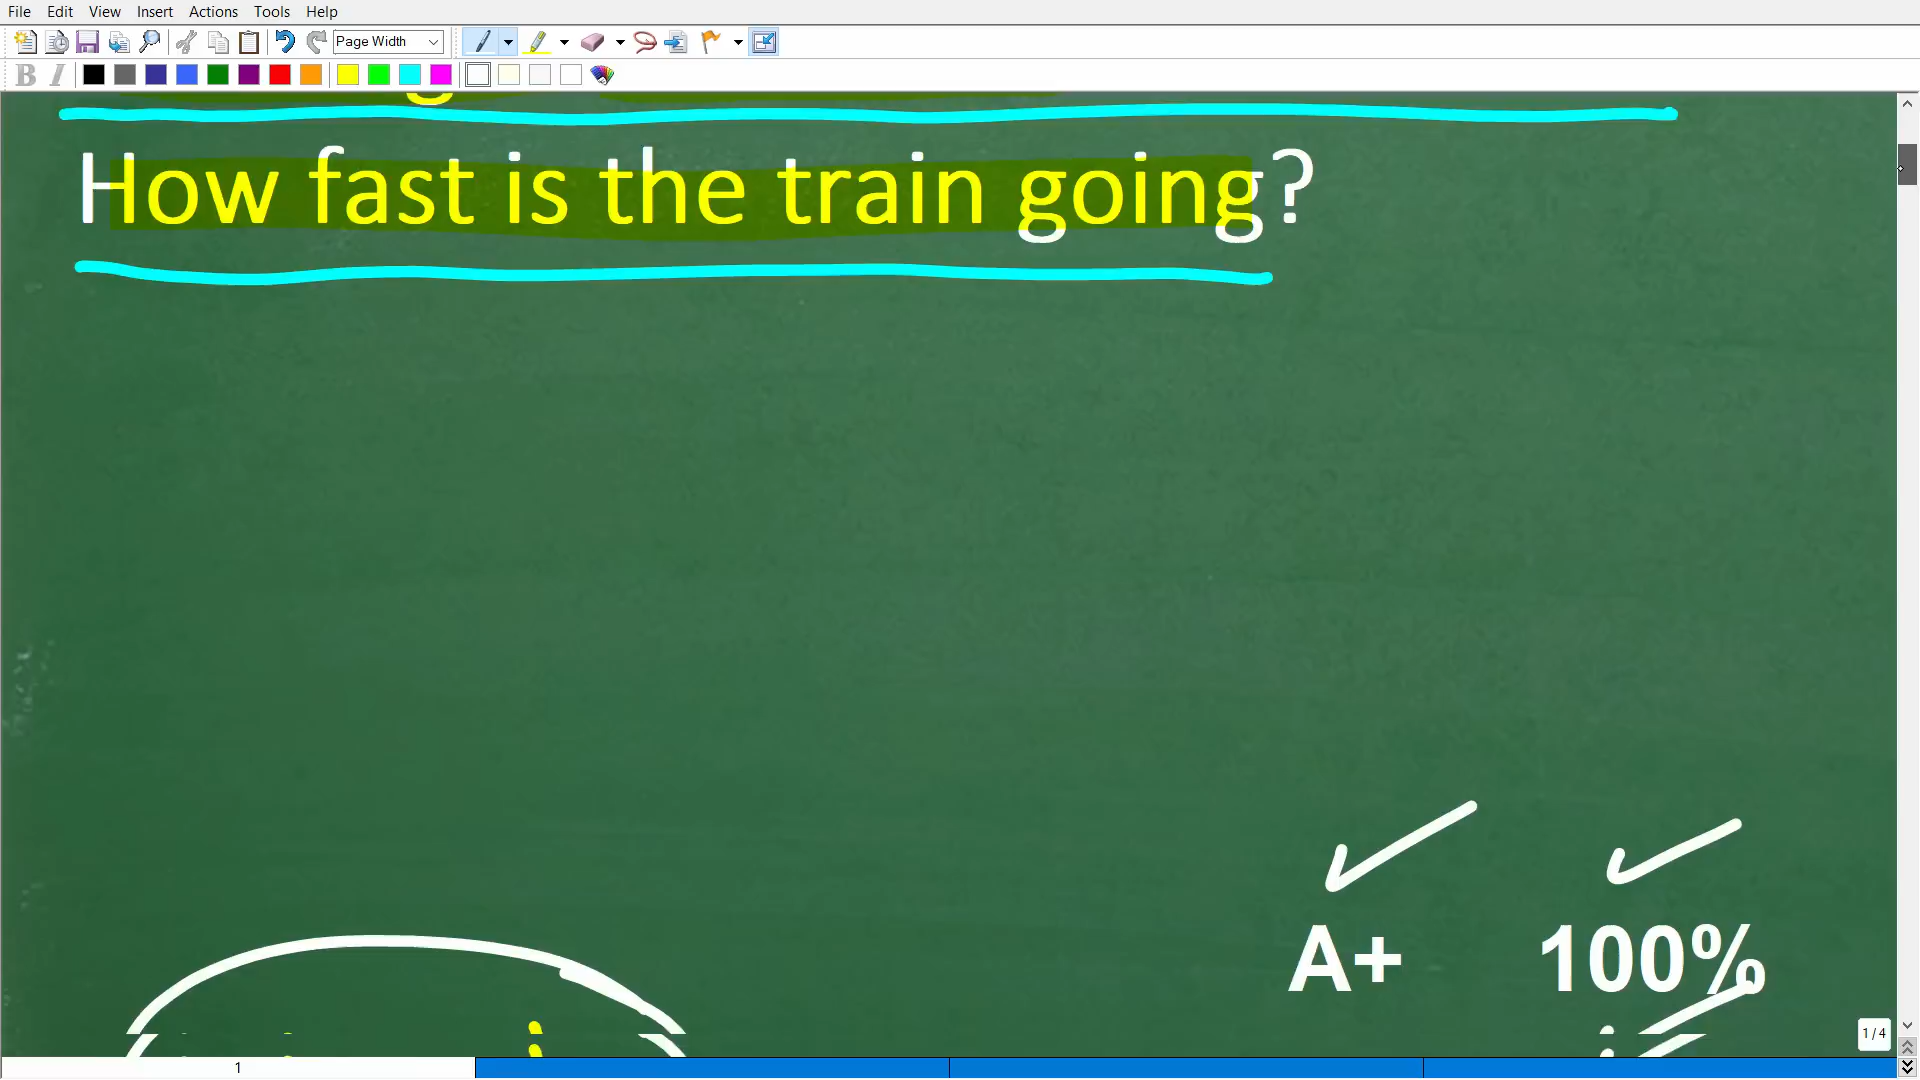 File Edit View Insert Actions Tools Help
Page Width
B I
How fast is the train going?
A+ 100%
1 / 4
1